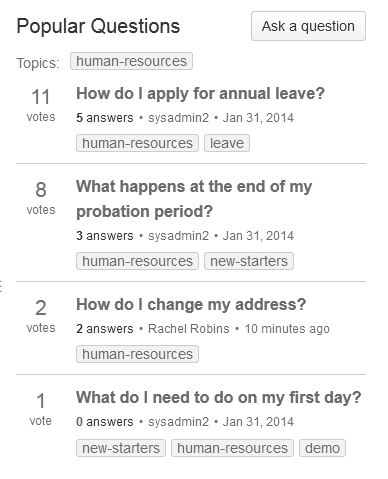 Popular Questions
Ask a question
Topics: human-resources
11 votes
How do I apply for annual leave?
5 answers • sysadmin2 • Jan 31, 2014
human-resources leave
8 votes
What happens at the end of my
probation period?
3 answers • sysadmin2 • Jan 31, 2014
human-resources new-starters
2 votes
How do I change my address?
2 answers • Rachel Robins • 10 minutes ago
human-resources
1 vote
What do I need to do on my first day?
0 answers • sysadmin2 • Jan 31, 2014
new-starters human-resources demo